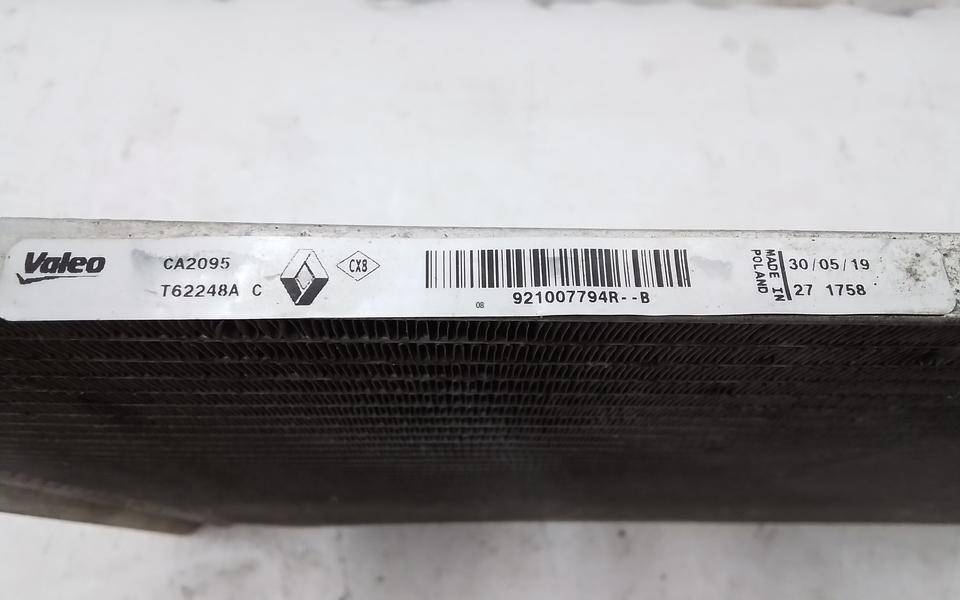 Valeo
CA2095
T62248A C
CX8
08
921007794R--B
MADE IN
POLAND
30/05/19
27 1758